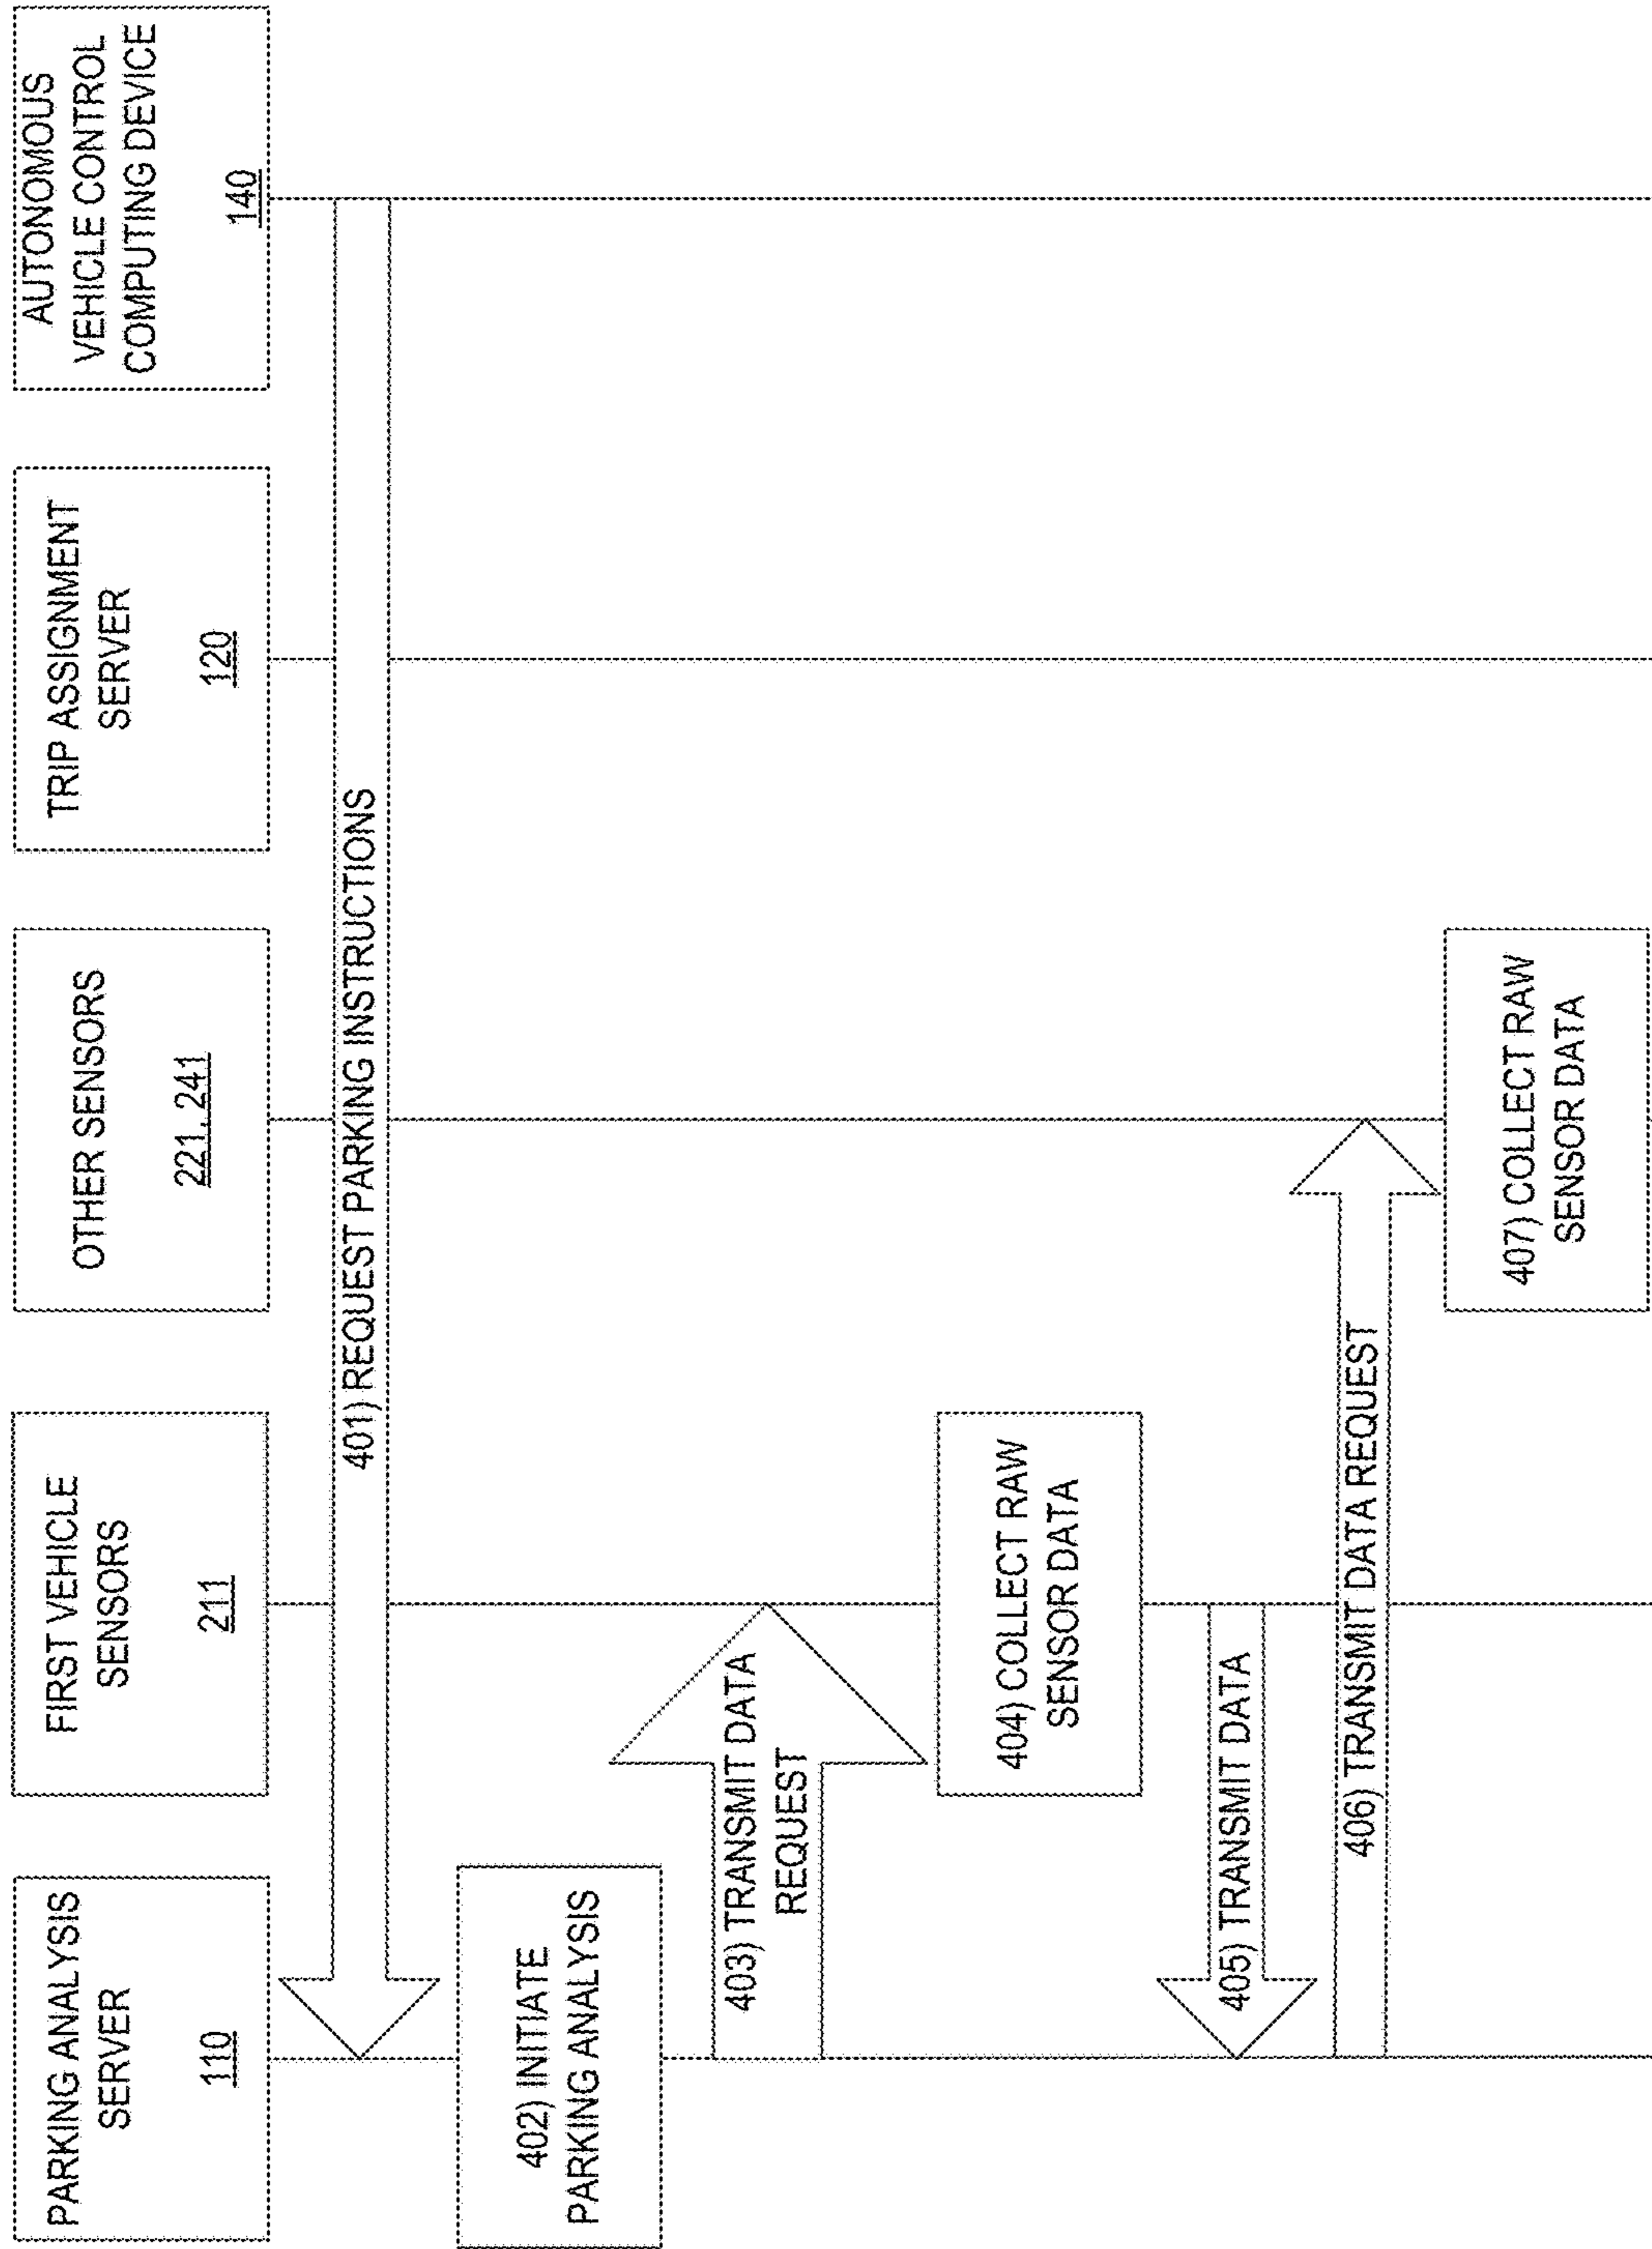 PARKING ANALYSIS
SERVER
110
FIRST VEHICLE
SENSORS
211
OTHER SENSORS
221, 241
TRIP ASSIGNMENT
SERVER
120
AUTONOMOUS
VEHICLE CONTROL
COMPUTING DEVICE
140
401) REQUEST PARKING INSTRUCTIONS
402) INITIATE
PARKING ANALYSIS
403) TRANSMIT DATA
REQUEST
404) COLLECT RAW
SENSOR DATA
405) TRANSMIT DATA
406) TRANSMIT DATA REQUEST
407) COLLECT RAW
SENSOR DATA